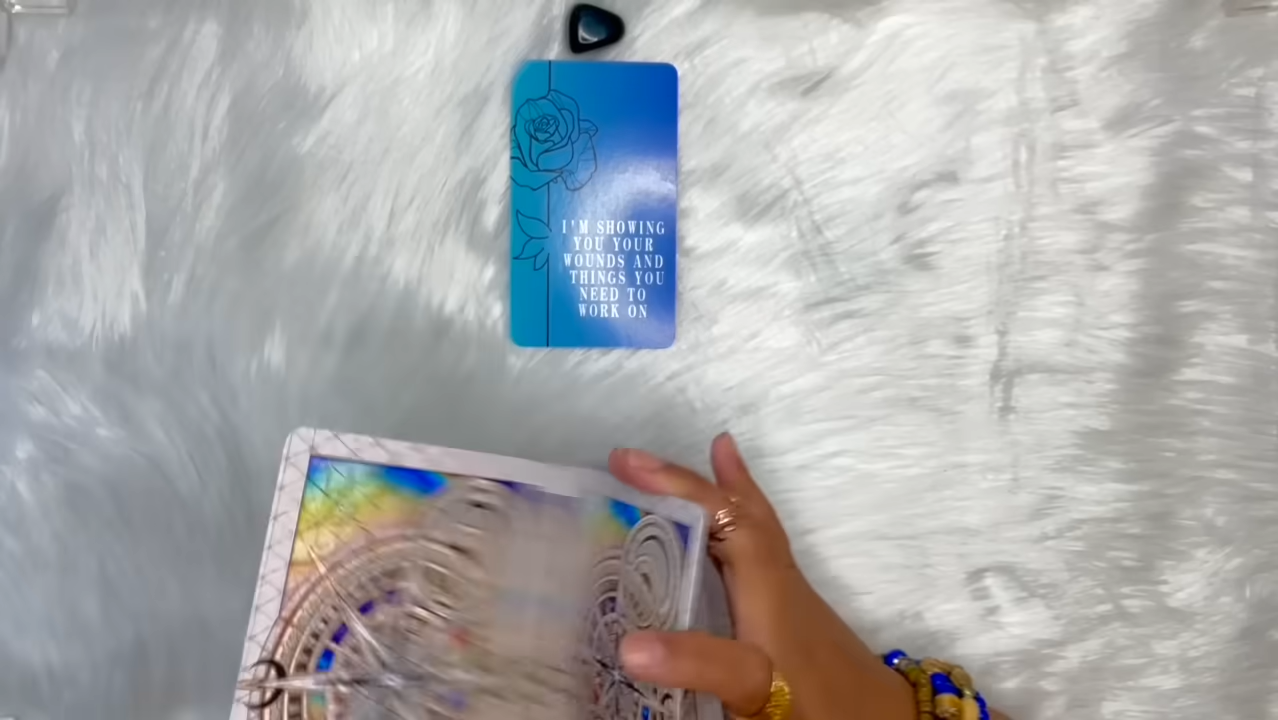 I'M SHOWING
YOU YOUR
WOUNDS AND
THINGS YOU
NEED TO
WORK ON